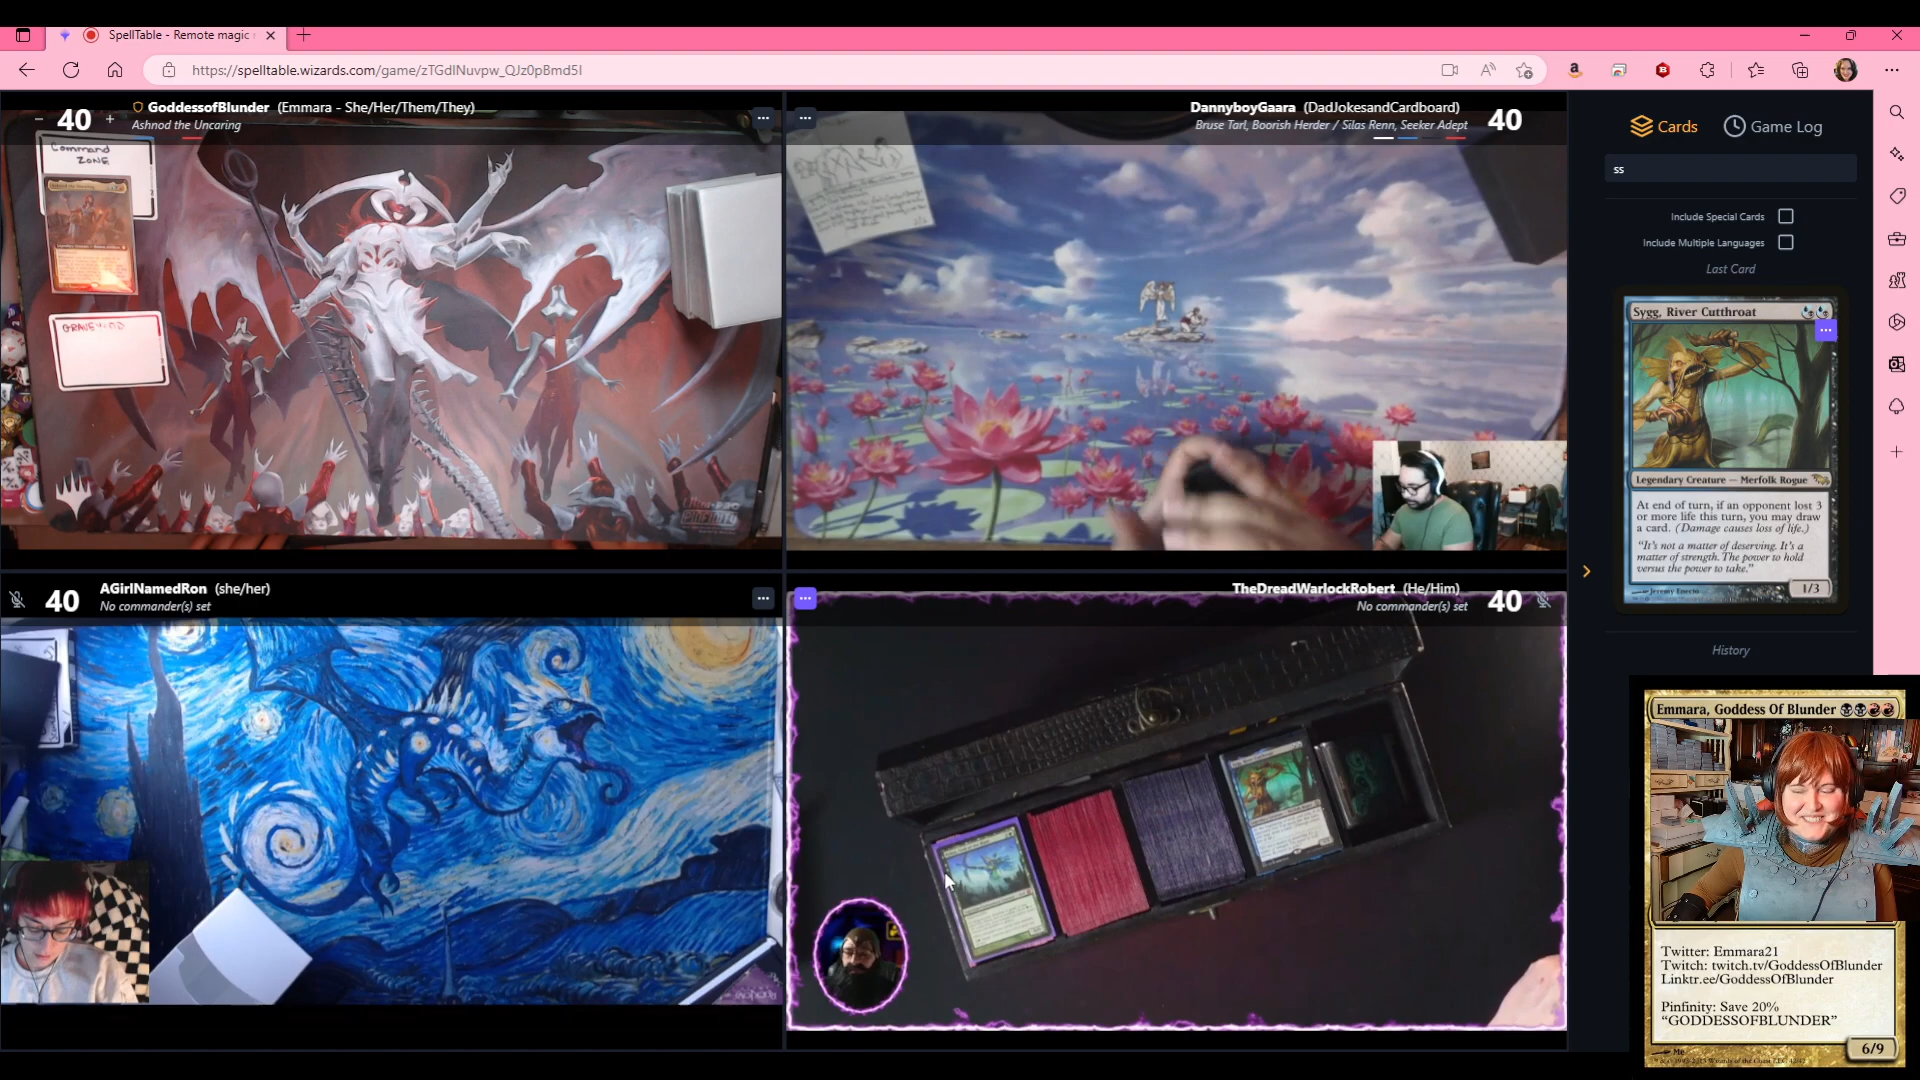 SpellTable - Remote magic
https://spelltable.wizards.com/game/zTGdlNuvpw_QJz0pBmd5I
40
GoddessofBlunder (Emmara - She/Her/Them/They)
Ashnod the Uncaring
Command
ZONE
GRAVEYARD
DannyboyGaara (DadJokesandCardboard)
Bruse Tarl, Boorish Herder / Silas Renn, Seeker Adept
40
40
AGirlNamedRon (she/her)
No commander(s) set
TheDreadWarlockRobert (He/Him)
No commander(s) set
40
Cards
Game Log
ss
Include Special Cards
Include Multiple Languages
Last Card
Sygg, River Cutthroat
Legendary Creature — Merfolk Rogue
At end of turn, if an opponent lost 3
or more life this turn, you may draw
a card. (Damage causes loss of life.)
"It's not a matter of deserving. It's a
matter of strength. The power to hold
versus the power to take."
1/3
History
Emmara, Goddess Of Blunder
Twitter: Emmara21
Twitch: twitch.tv/GoddessOfBlunder
Linktr.ee/GoddessOfBlunder
Pinfinity: Save 20%
"GODDESSOFBLUNDER"
Me
6/9